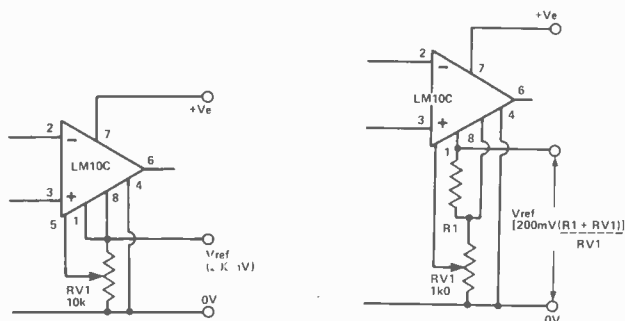 +Ve
2
7
LM10C
6
3
4
5
1
8
Vref
RV1
10k
0V
+Ve
2
7
LM10C
6
3
8
4
1
R1
Vref
[200mV(R1 + RV1)]
RV1
RV1
1k0
0V